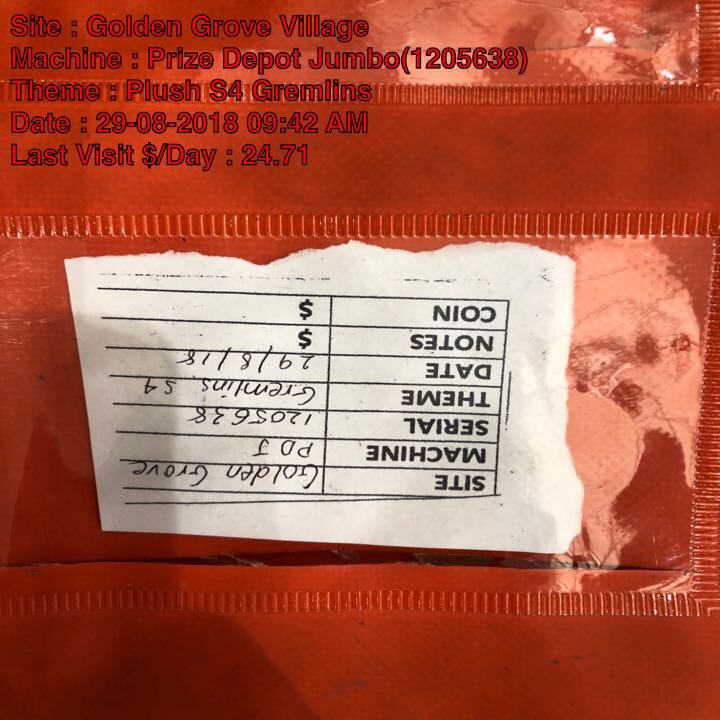 Site : Golden Grove Village
Machine : Prize Depot Jumbo(1205638)
Theme : Plush S4 Gremlins
Date : 29-08-2018 09:42 AM
Last Visit $/Day : 24.71
SITE Golden Grove
MACHINE PD J
SERIAL 1205638
THEME Gremlins S4
DATE 29/8/18
NOTES $
COIN $